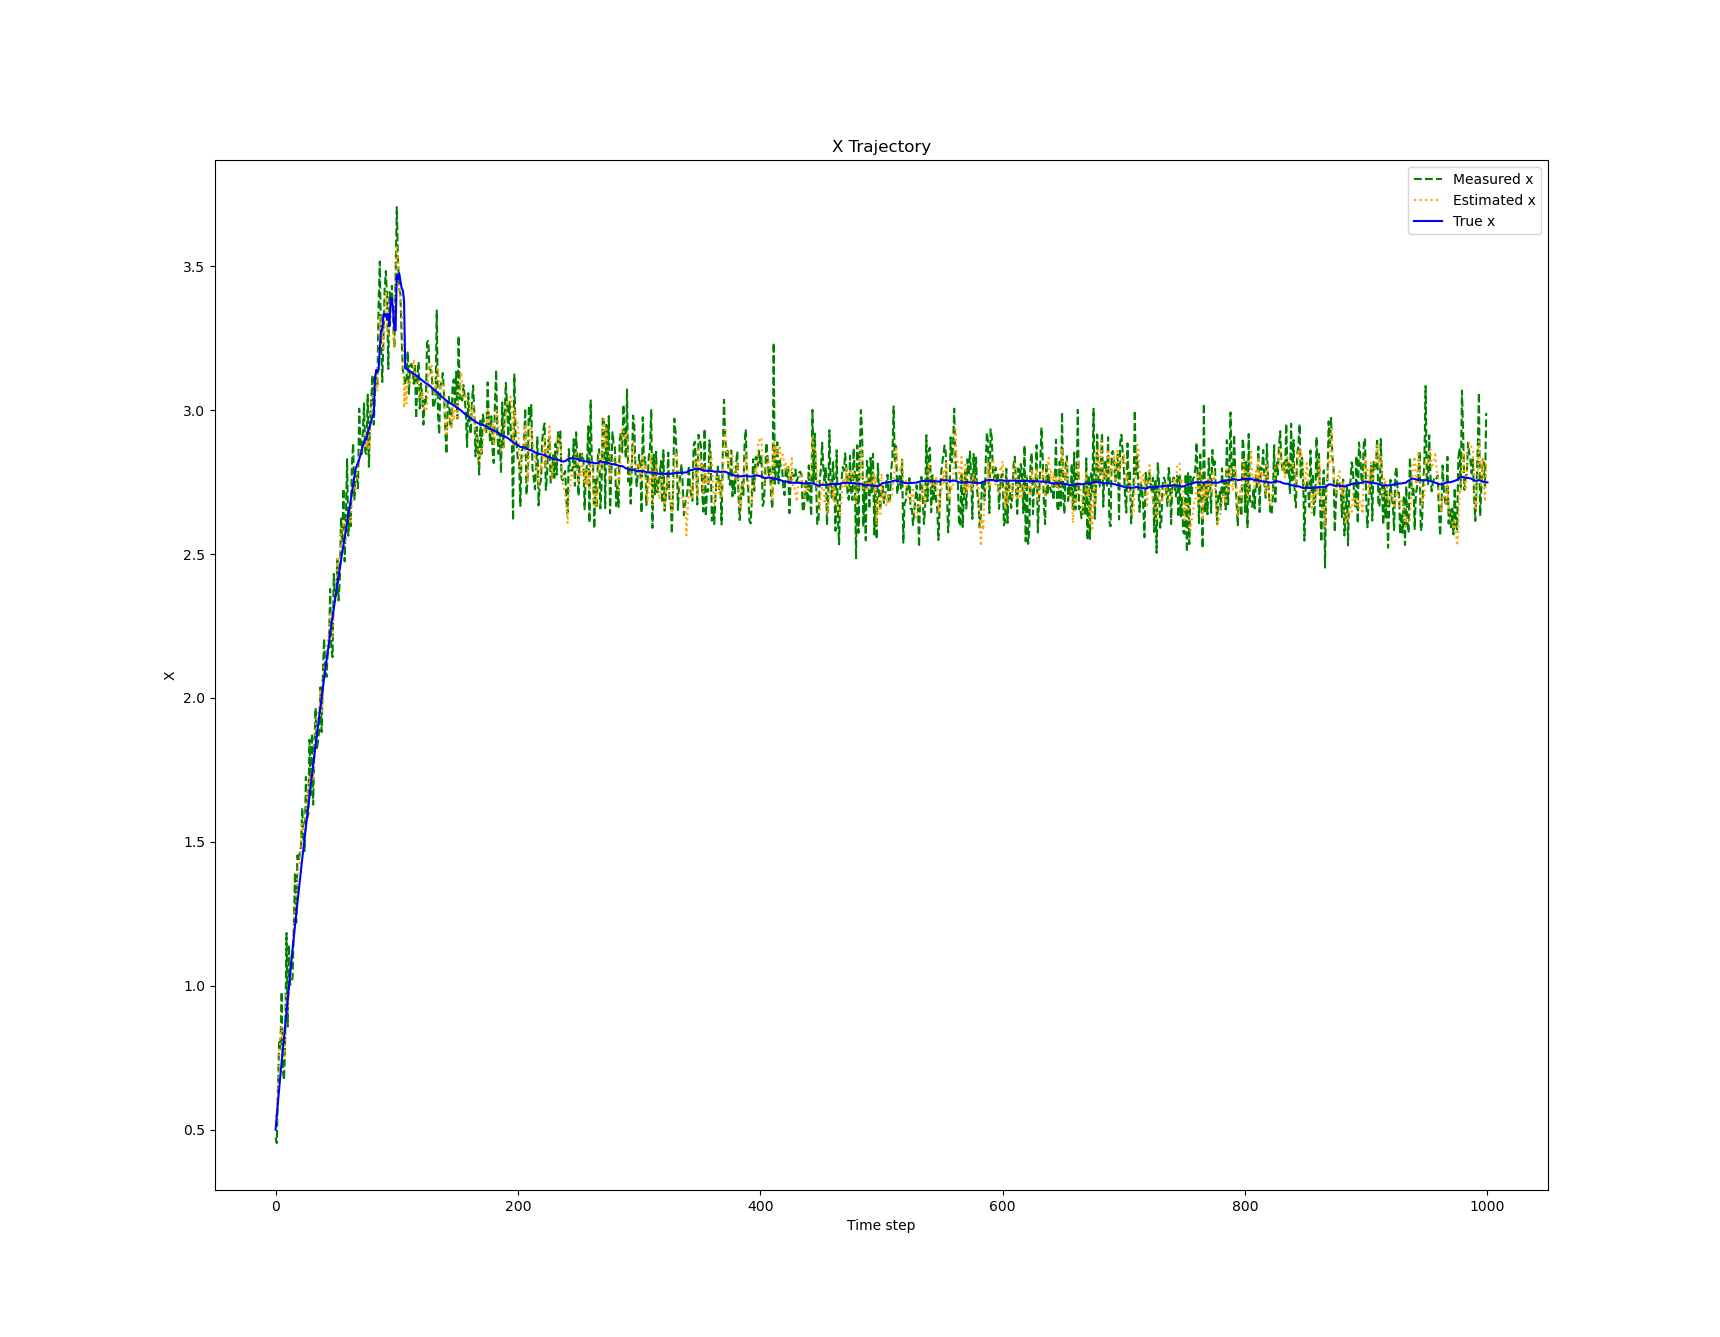 X Trajectory
Measured x
Estimated x
True x
3.5
3.0
2.5
2.0
1.5
1.0
0.5
X
0 200 400 600 800 1000
Time step